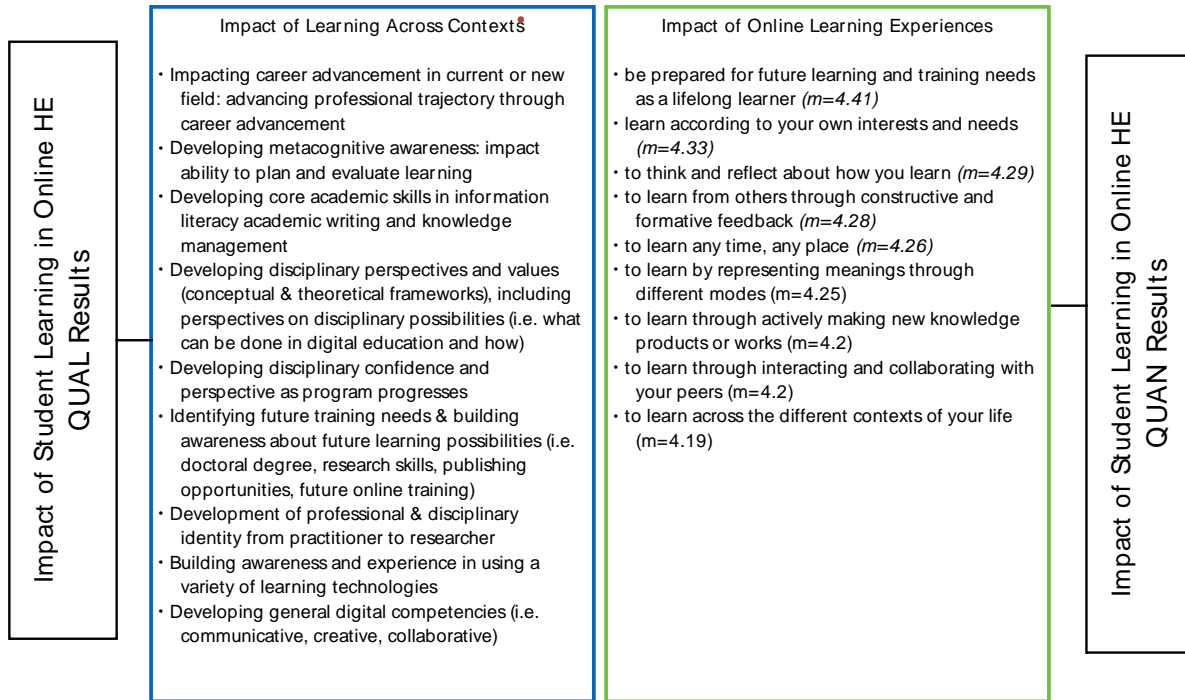 Impact of Student Learning in Online HE
QUAL Results
Impact of Learning Across Contexts
· Impacting career advancement in current or new
field: advancing professional trajectory through
career advancement
· Developing metacognitive awareness: impact
ability to plan and evaluate learning
· Developing core academic skills in information
literacy academic writing and knowledge
management
· Developing disciplinary perspectives and values
(conceptual & theoretical frameworks), including
perspectives on disciplinary possibilities (i.e. what
can be done in digital education and how)
· Developing disciplinary confidence and
perspective as program progresses
· Identifying future training needs & building
awareness about future learning possibilities (i.e.
doctoral degree, research skills, publishing
opportunities, future online training)
· Development of professional & disciplinary
identity from practitioner to researcher
· Building awareness and experience in using a
variety of learning technologies
· Developing general digital competencies (i.e.
communicative, creative, collaborative)
Impact of Online Learning Experiences
· be prepared for future learning and training needs
as a lifelong learner (m=4.41)
· learn according to your own interests and needs
(m=4.33)
· to think and reflect about how you learn (m=4.29)
· to learn from others through constructive and
formative feedback (m=4.28)
· to learn any time, any place (m=4.26)
· to learn by representing meanings through
different modes (m=4.25)
· to learn through actively making new knowledge
products or works (m=4.2)
· to learn through interacting and collaborating with
your peers (m=4.2)
· to learn across the different contexts of your life
(m=4.19)
Impact of Student Learning in Online HE
QUAN Results